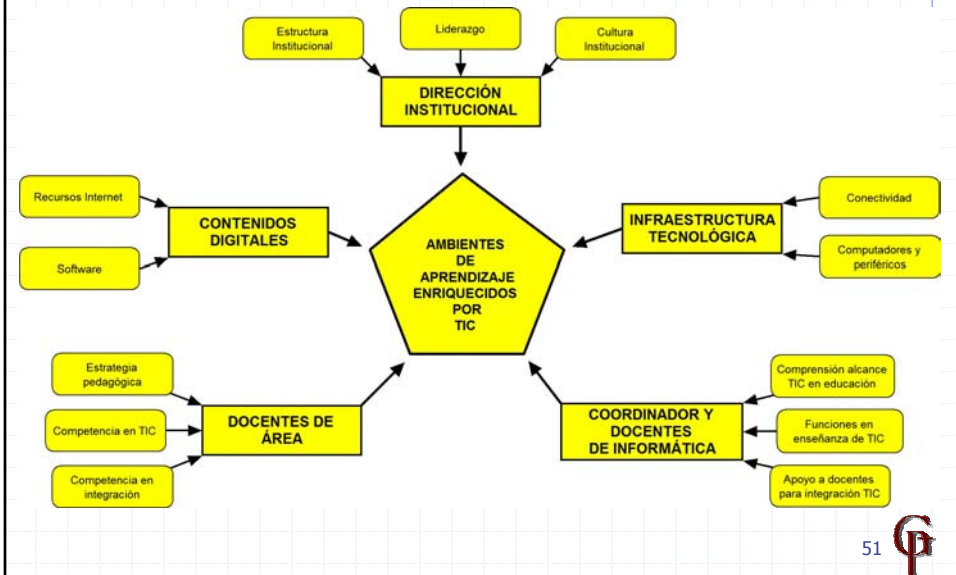 Estructura
Institucional
Liderazgo
Cultura
Institucional
DIRECCIÓN
INSTITUCIONAL
Recursos Internet
Software
CONTENIDOS
DIGITALES
AMBIENTES
DE
APRENDIZAJE
ENRIQUECIDOS
POR
TIC
INFRAESTRUCTURA
TECNOLÓGICA
Conectividad
Computadores y
periféricos
Estrategia
pedagógica
Competencia en TIC
Competencia en
integración
DOCENTES DE
ÁREA
COORDINADOR Y
DOCENTES
DE INFORMÁTICA
Comprensión alcance
TIC en educación
Funciones en
enseñanza de TIC
Apoyo a docentes
para integración TIC
51